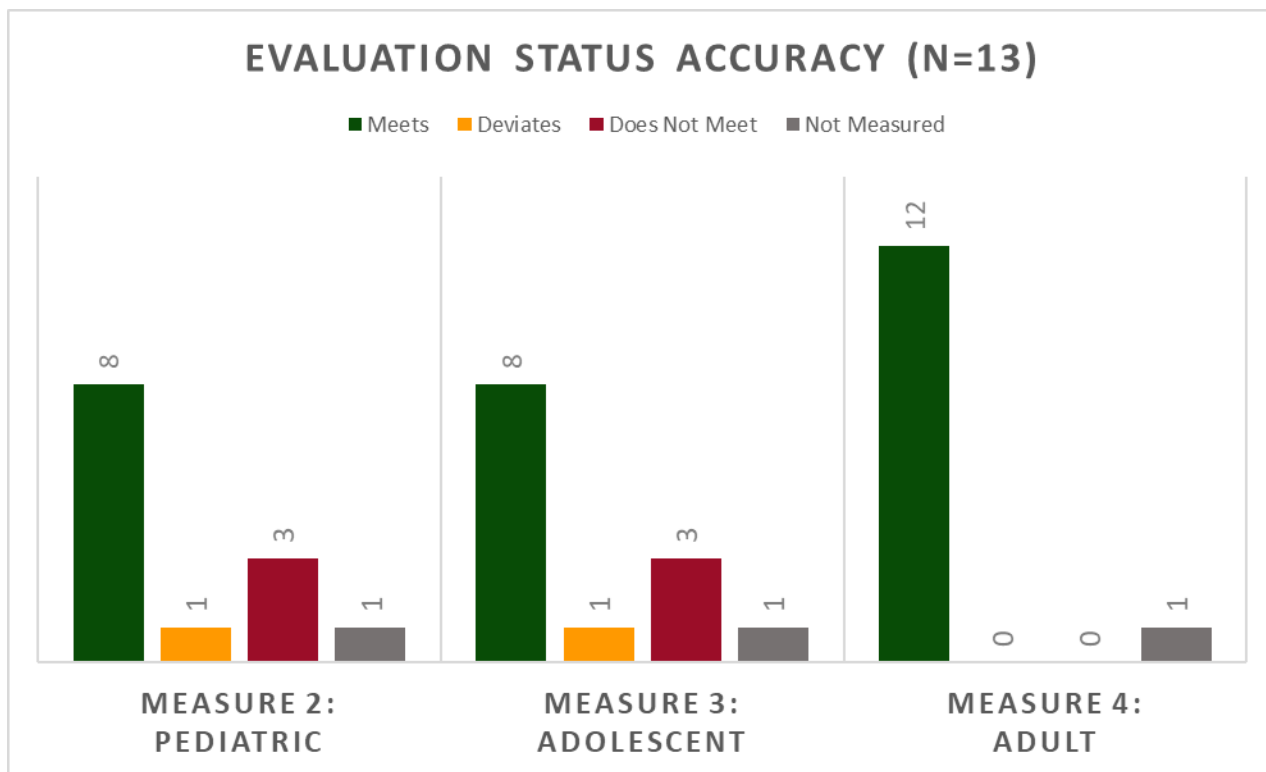 EVALUATION STATUS ACCURACY (N=13)
Meets Deviates Does Not Meet Not Measured
8 1 3 1 8 1 3 1 12 0 0 1
MEASURE 2: MEASURE 3: MEASURE 4:
PEDIATRIC ADOLESCENT ADULT